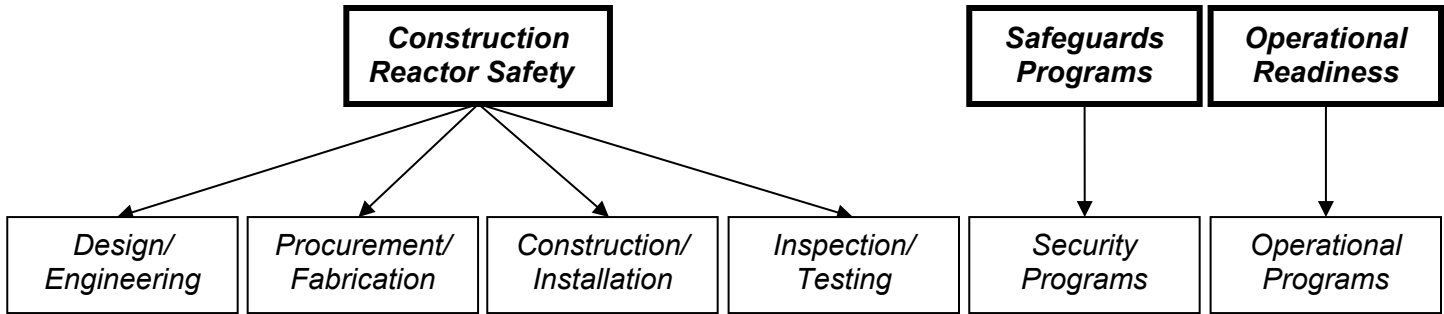 Construction
Reactor Safety
Safeguards
Programs
Operational
Readiness
Design/
Engineering
Procurement/
Fabrication
Construction/
Installation
Inspection/
Testing
Security
Programs
Operational
Programs